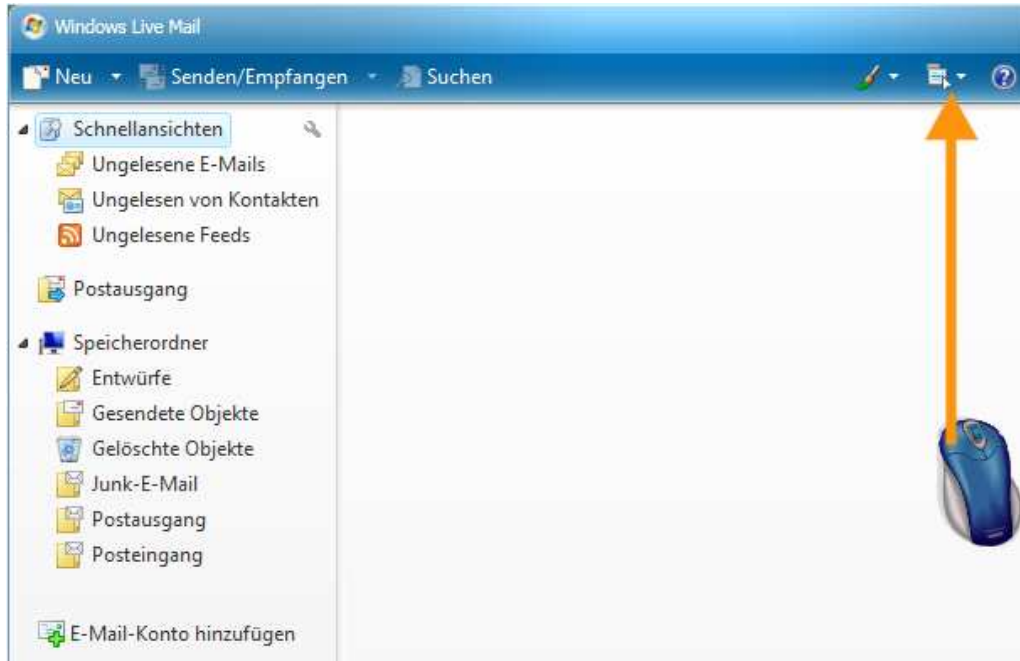 Windows Live Mail
Neu Senden/Empfangen Suchen
Schnellansichten
Ungelesene E-Mails
Ungelesen von Kontakten
Ungelesene Feeds
Postausgang
Speicherordner
Entwürfe
Gesendete Objekte
Gelöschte Objekte
Junk-E-Mail
Postausgang
Posteingang
E-Mail-Konto hinzufügen